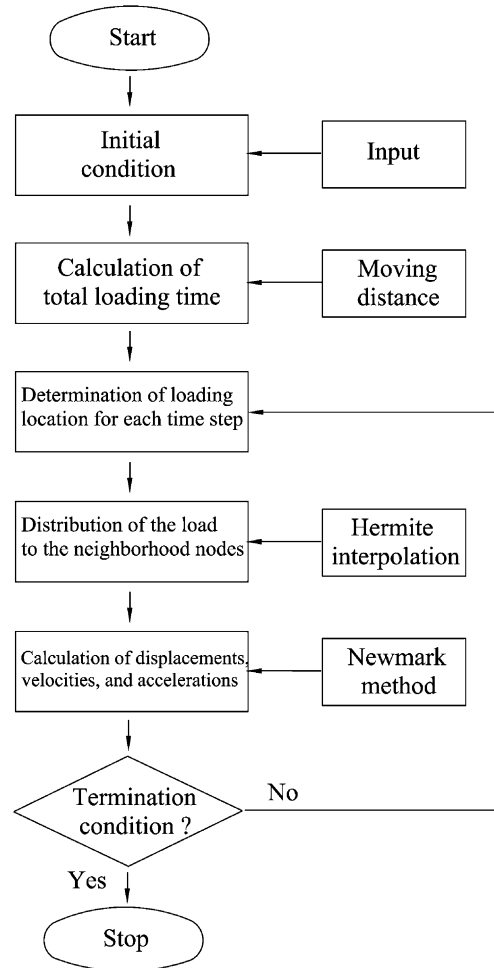 Start
Initial
condition
Input
Calculation of
total loading time
Moving
distance
Determination of loading
location for each time step
Distribution of the load
to the neighborhood nodes
Hermite
interpolation
Calculation of displacements,
velocities, and accelerations
Newmark
method
Termination
condition ?
No
Yes
Stop